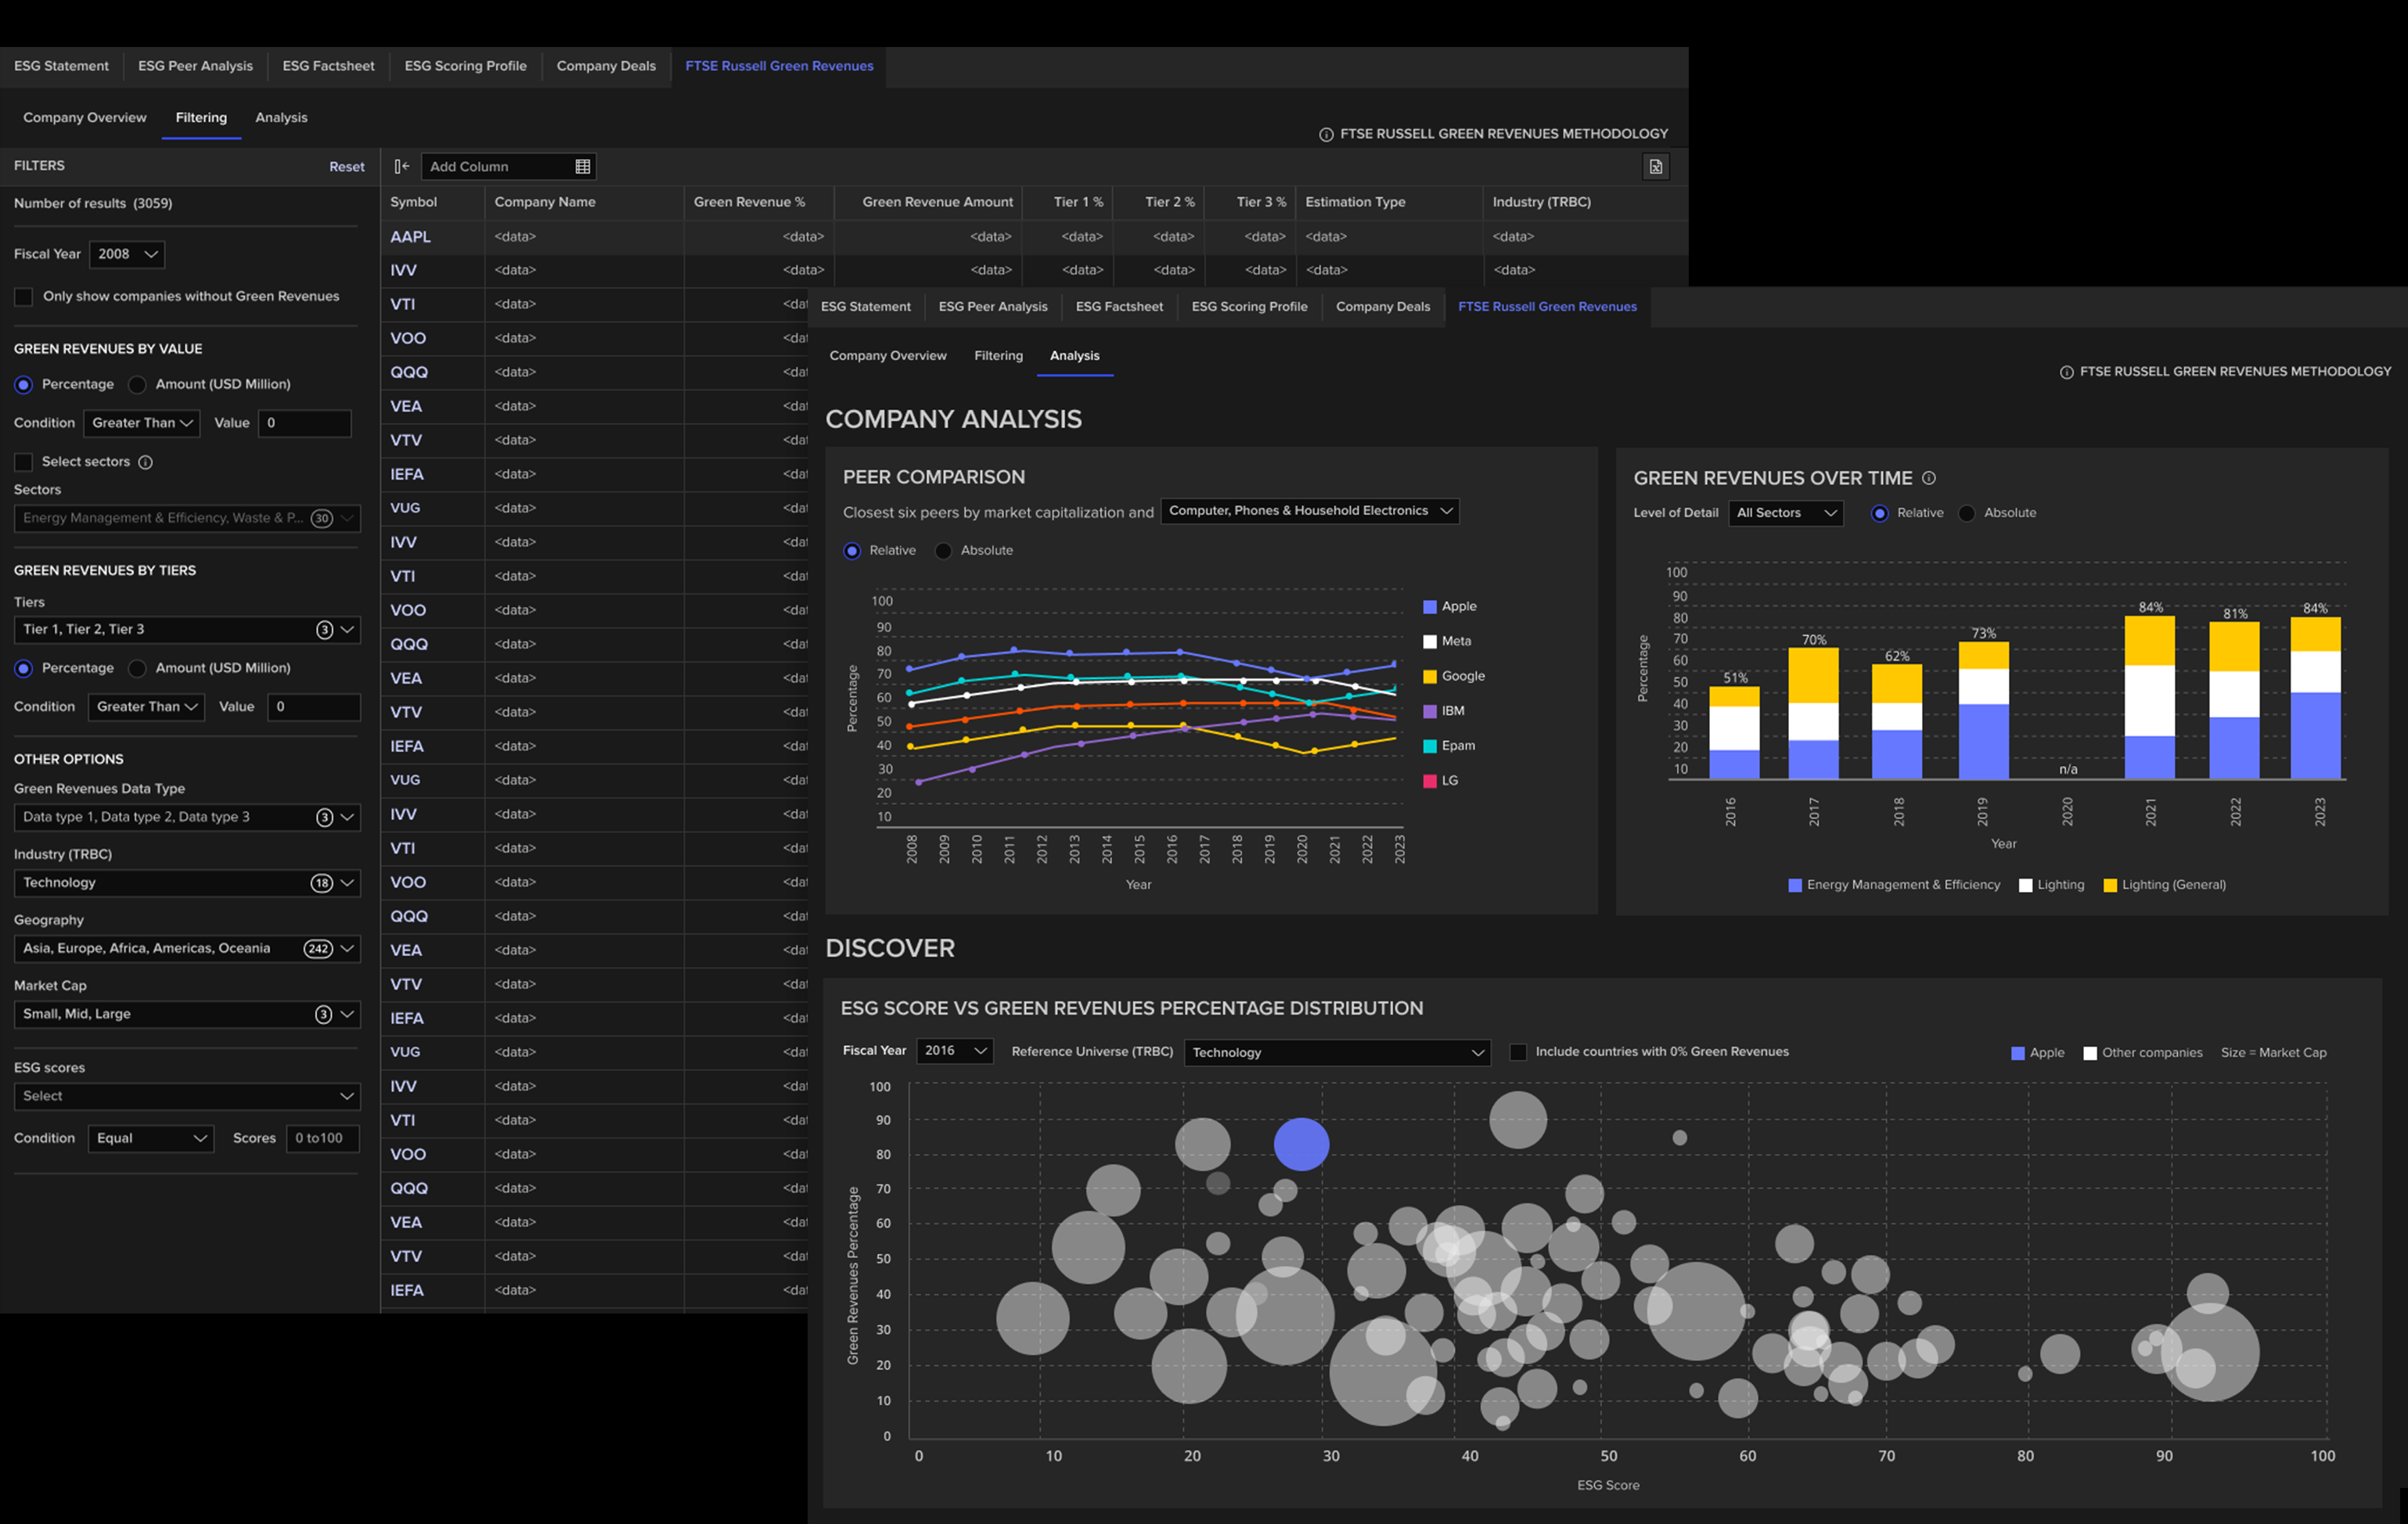 ESG Statement ESG Peer Analysis ESG Factsheet ESG Scoring Profile Company Deals FTSE Russell Green Revenues
Company Overview Filtering Analysis
FTSE RUSSELL GREEN REVENUES METHODOLOGY
FILTERS Reset
Number of results (3059)
Fiscal Year 2008
Only show companies without Green Revenues
GREEN REVENUES BY VALUE
Percentage Amount (USD Million)
Condition Greater Than Value 0
Select sectors
Sectors
Energy Management & Efficiency, Waste & P... 30
GREEN REVENUES BY TIERS
Tiers
Tier 1, Tier 2, Tier 3 3
Percentage Amount (USD Million)
Condition Greater Than Value 0
OTHER OPTIONS
Green Revenues Data Type
Data type 1, Data type 2, Data type 3 3
Industry (TRBC)
Technology 18
Geography
Asia, Europe, Africa, Americas, Oceania 242
Market Cap
Small, Mid, Large 3
ESG scores
Select
Condition Equal Scores 0 to100
Add Column
Symbol Company Name Green Revenue % Green Revenue Amount Tier 1 % Tier 2 % Tier 3 % Estimation Type Industry (TRBC)
AAPL <data> <data> <data> <data> <data> <data> <data> <data>
IVV <data> <data> <data> <data> <data> <data> <data> <data>
VTI <data> <dat
VOO <data> <dat
QQQ <data> <dat
VEA <data> <dat
VTV <data> <dat
IEFA <data> <dat
VUG <data> <dat
IVV <data> <dat
VTI <data> <dat
VOO <data> <dat
QQQ <data> <dat
VEA <data> <dat
VTV <data> <dat
IEFA <data> <dat
VUG <data> <dat
IVV <data> <dat
VTI <data> <dat
VOO <data> <dat
QQQ <data> <dat
VEA <data> <dat
VTV <data> <dat
IEFA <data> <dat
VUG <data> <dat
IVV <data> <dat
VTI <data> <dat
VOO <data> <dat
QQQ <data> <dat
VEA <data> <dat
VTV <data> <dat
IEFA <data> <dat
ESG Statement ESG Peer Analysis ESG Factsheet ESG Scoring Profile Company Deals FTSE Russell Green Revenues
Company Overview Filtering Analysis
FTSE RUSSELL GREEN REVENUES METHODOLOGY
COMPANY ANALYSIS
PEER COMPARISON
Closest six peers by market capitalization and Computer, Phones & Household Electronics
Relative Absolute
Percentage
100
90
80
70
60
50
40
30
20
10
2008 2009 2010 2011 2012 2013 2014 2015 2016 2017 2018 2019 2020 2021 2022 2023
Year
Apple
Meta
Google
IBM
Epam
LG
GREEN REVENUES OVER TIME
Level of Detail All Sectors Relative Absolute
Percentage
100
90
80
70
60
50
40
30
20
10
51% 70% 62% 73% n/a 84% 81% 84%
2016 2017 2018 2019 2020 2021 2022 2023
Year
Energy Management & Efficiency Lighting Lighting (General)
DISCOVER
ESG SCORE VS GREEN REVENUES PERCENTAGE DISTRIBUTION
Fiscal Year 2016 Reference Universe (TRBC) Technology Include countries with 0% Green Revenues Apple Other companies Size = Market Cap
Green Revenues Percentage
100
90
80
70
60
50
40
30
20
10
0
0 10 20 30 40 50 60 70 80 90 100
ESG Score